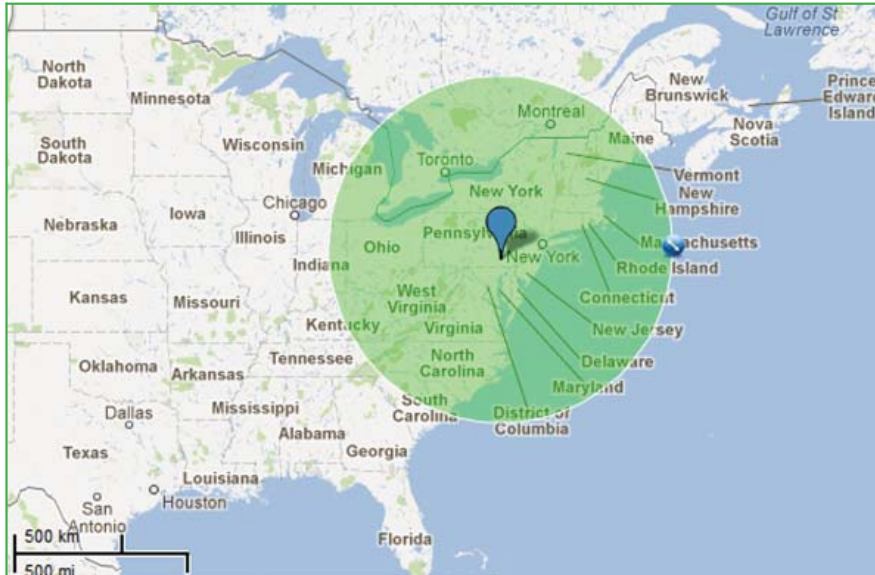 Gulf of St
Lawrence
North
Dakota
Minnesota
New
Brunswick
Prince
Edward
Island
Montreal
Nova
Scotia
South
Dakota
Wisconsin
Maine
Michigan
Toronto
Vermont
New York
New
Hampshire
Nebraska
Iowa
Chicago
Illinois
Pennsylvania
Massachusetts
Ohio
New York
Indiana
Rhode Island
Kansas
Missouri
West
Virginia
Connecticut
Kentucky
Virginia
New Jersey
Oklahoma
Tennessee
North
Carolina
Delaware
Arkansas
Maryland
South
Carolina
District of
Columbia
Dallas
Mississippi
Alabama
Georgia
Texas
Louisiana
Houston
San
Antonio
Florida
500 km
500 mi